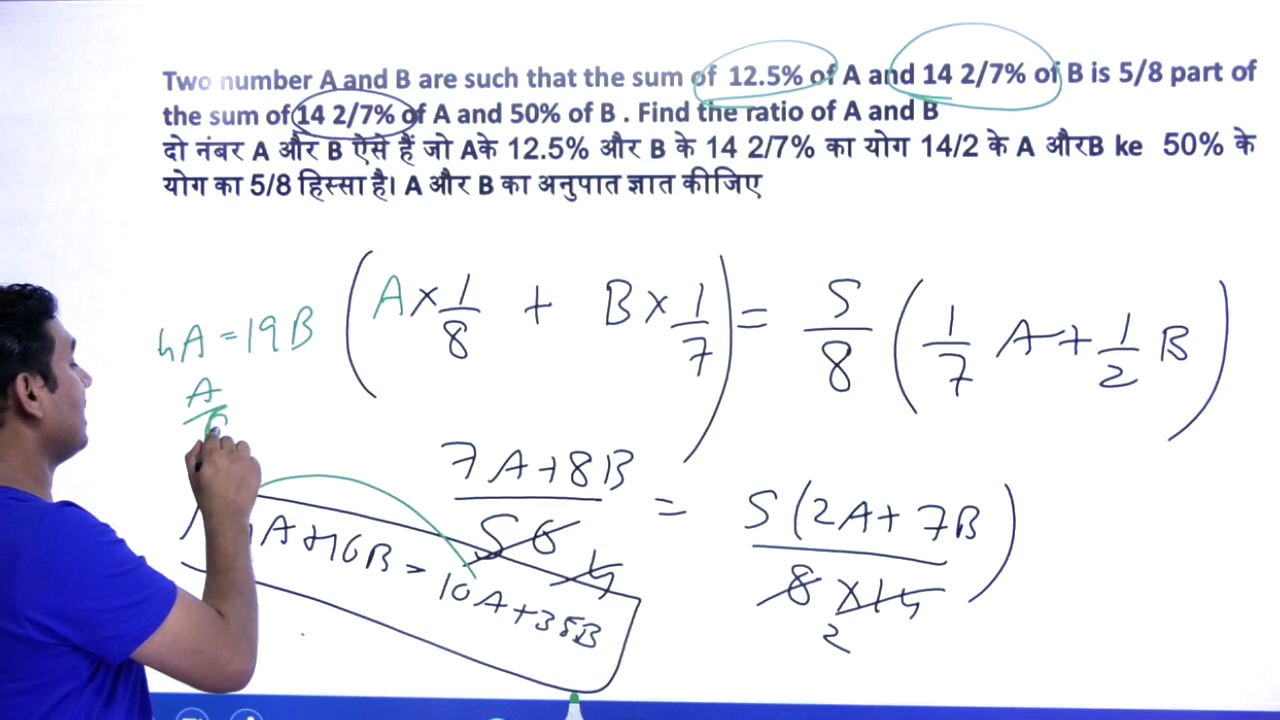 Two number A and B are such that the sum of 12.5% of A and 14 2/7% of B is 5/8 part of
the sum of 14 2/7% of A and 50% of B . Find the ratio of A and B
दो नंबर A और B ऐसे हैं जो Aके 12.5% और B के 14 2/7% का योग 14/2 के A औरB ke 50% के
योग का 5/8 हिस्सा है। A और B का अनुपात ज्ञात कीजिए
(A×1/8 + B×1/7) = 5/8 (1/7 A+1/2 B)
4A=19B
A
7A+8B/56 = 5(2A+7B)/8×14
4
2
A+16B = 10A+35B